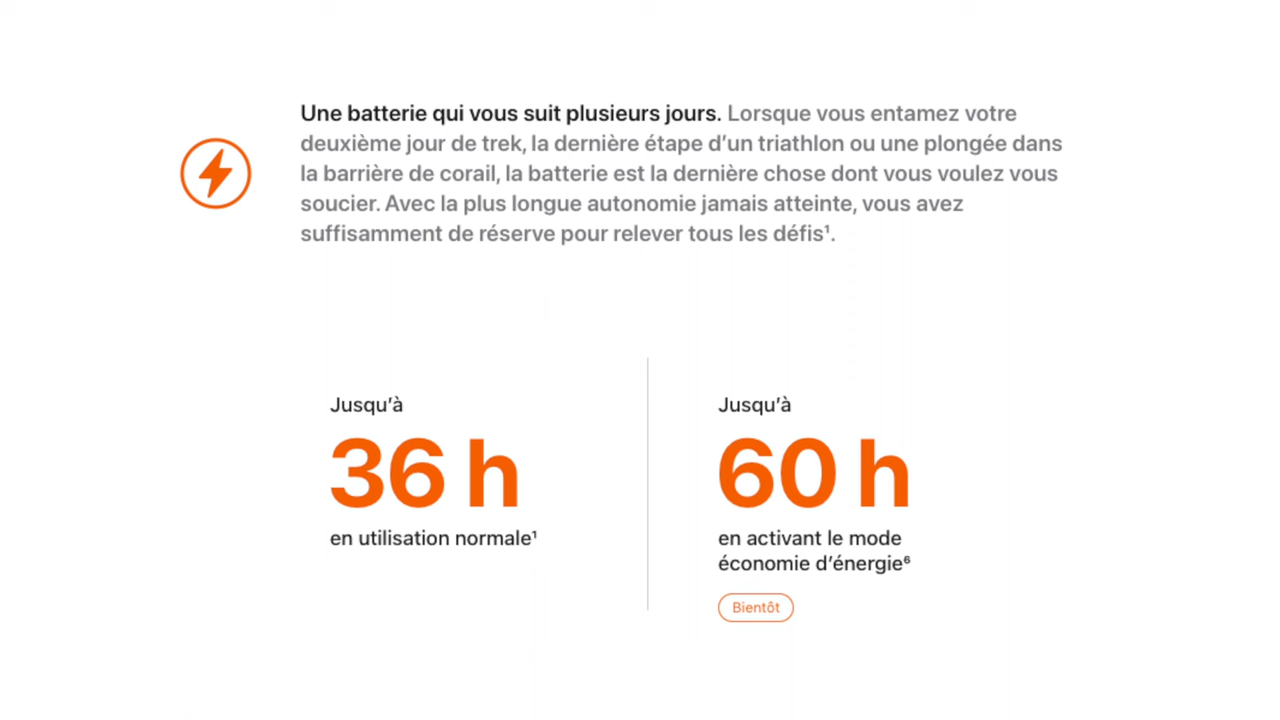 Une batterie qui vous suit plusieurs jours. Lorsque vous entamez votre
deuxième jour de trek, la dernière étape d’un triathlon ou une plongée dans
la barrière de corail, la batterie est la dernière chose dont vous voulez vous
soucier. Avec la plus longue autonomie jamais atteinte, vous avez
suffisamment de réserve pour relever tous les défis¹.
Jusqu’à
36 h
en utilisation normale¹
Jusqu’à
60 h
en activant le mode
économie d’énergie⁶
Bientôt